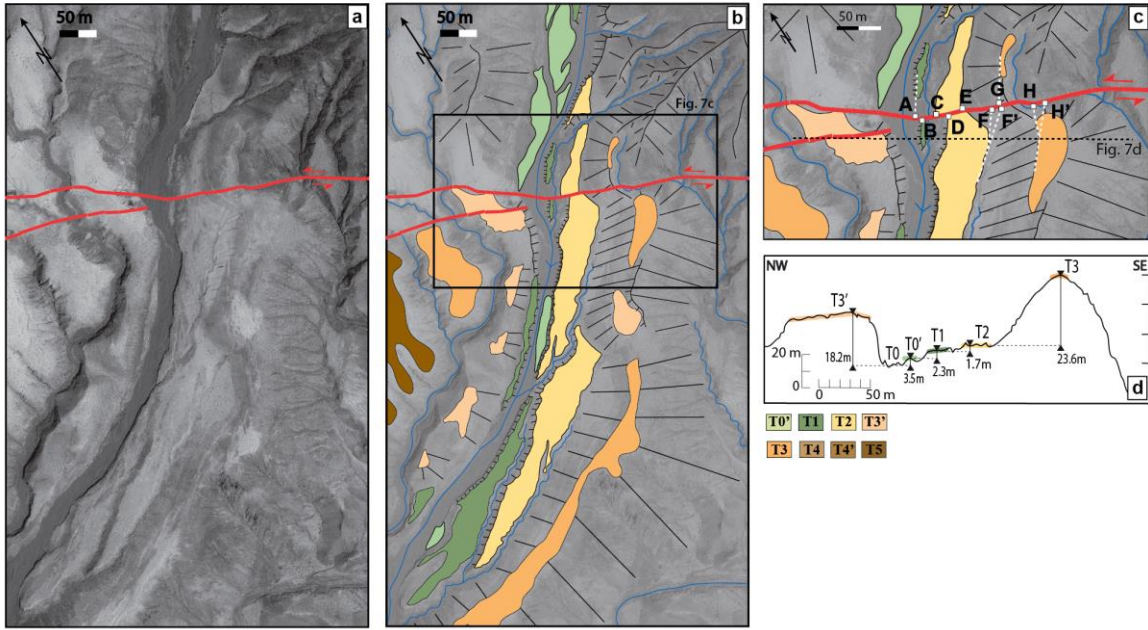 50 m
a
N
50 m
b
N
Fig. 7c
50 m
c
N
A
B
C
D
E
F
F'
G
H
H'
Fig. 7d
NW
SE
T3'
T0
T0'
T1
T2
T3
18.2m
3.5m
2.3m
1.7m
23.6m
20 m
0
0
50 m
d
T0'
T1
T2
T3'
T3
T4
T4'
T5